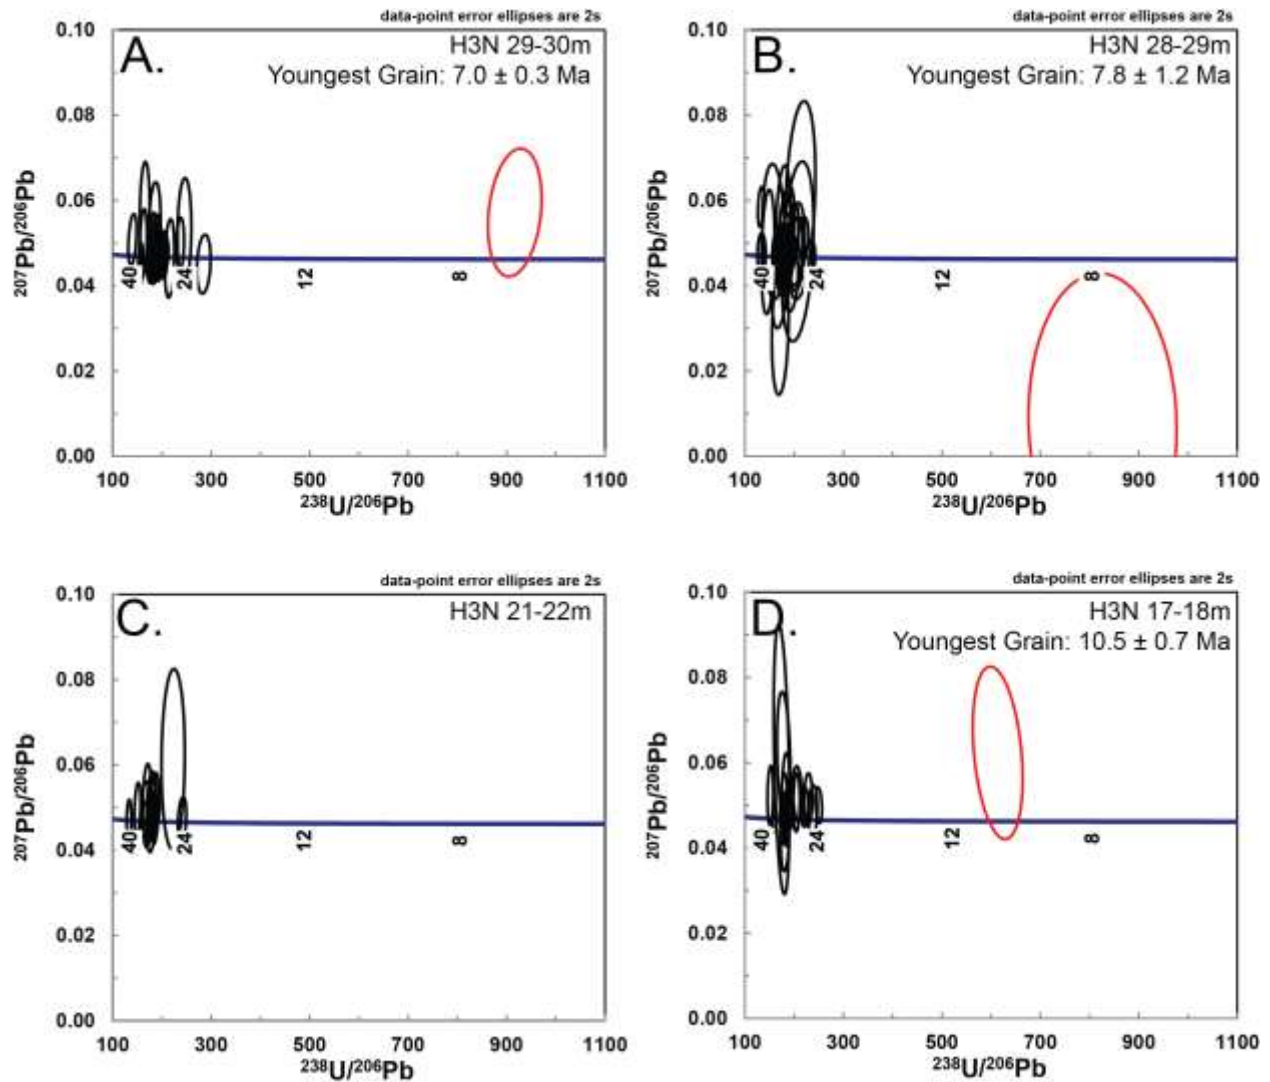 data-point error ellipses are 2s
A.
H3N 29-30m
Youngest Grain: 7.0 ± 0.3 Ma
0.10
0.08
0.06
0.04
0.02
0.00
²⁰⁷Pb/²⁰⁶Pb
40
24
12
8
100 300 500 700 900 1100
²³⁸U/²⁰⁶Pb
data-point error ellipses are 2s
B.
H3N 28-29m
Youngest Grain: 7.8 ± 1.2 Ma
0.10
0.08
0.06
0.04
0.02
0.00
²⁰⁷Pb/²⁰⁶Pb
40
24
12
8
100 300 500 700 900 1100
²³⁸U/²⁰⁶Pb
data-point error ellipses are 2s
C.
H3N 21-22m
0.10
0.08
0.06
0.04
0.02
0.00
²⁰⁷Pb/²⁰⁶Pb
40
24
12
8
100 300 500 700 900 1100
²³⁸U/²⁰⁶Pb
data-point error ellipses are 2s
D.
H3N 17-18m
Youngest Grain: 10.5 ± 0.7 Ma
0.10
0.08
0.06
0.04
0.02
0.00
²⁰⁷Pb/²⁰⁶Pb
40
24
12
8
100 300 500 700 900 1100
²³⁸U/²⁰⁶Pb